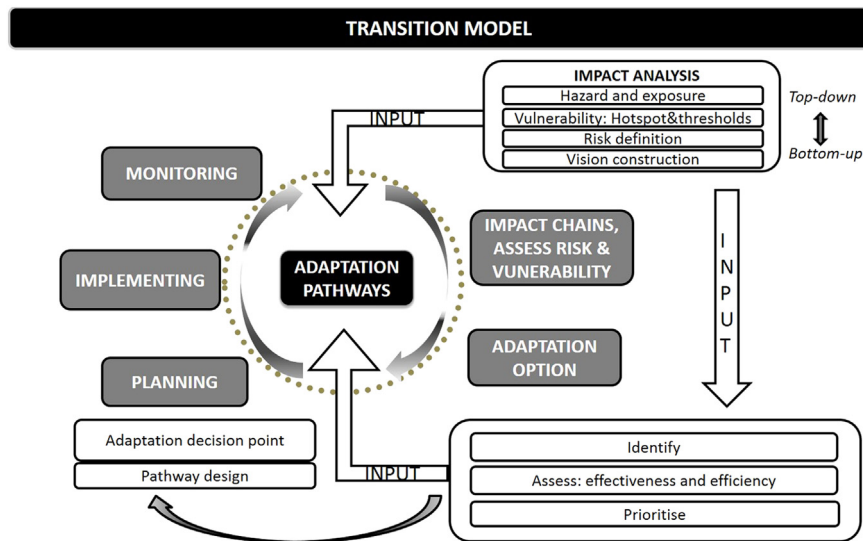 TRANSITION MODEL
IMPACT ANALYSIS
Hazard and exposure
Vulnerability: Hotspot&thresholds
Risk definition
Vision construction
Top-down
Bottom-up
INPUT
MONITORING
IMPLEMENTING
PLANNING
ADAPTATION
PATHWAYS
IMPACT CHAINS,
ASSESS RISK &
VUNERABILITY
ADAPTATION
OPTION
INPUT
Adaptation decision point
Pathway design
INPUT
Identify
Assess: effectiveness and efficiency
Prioritise